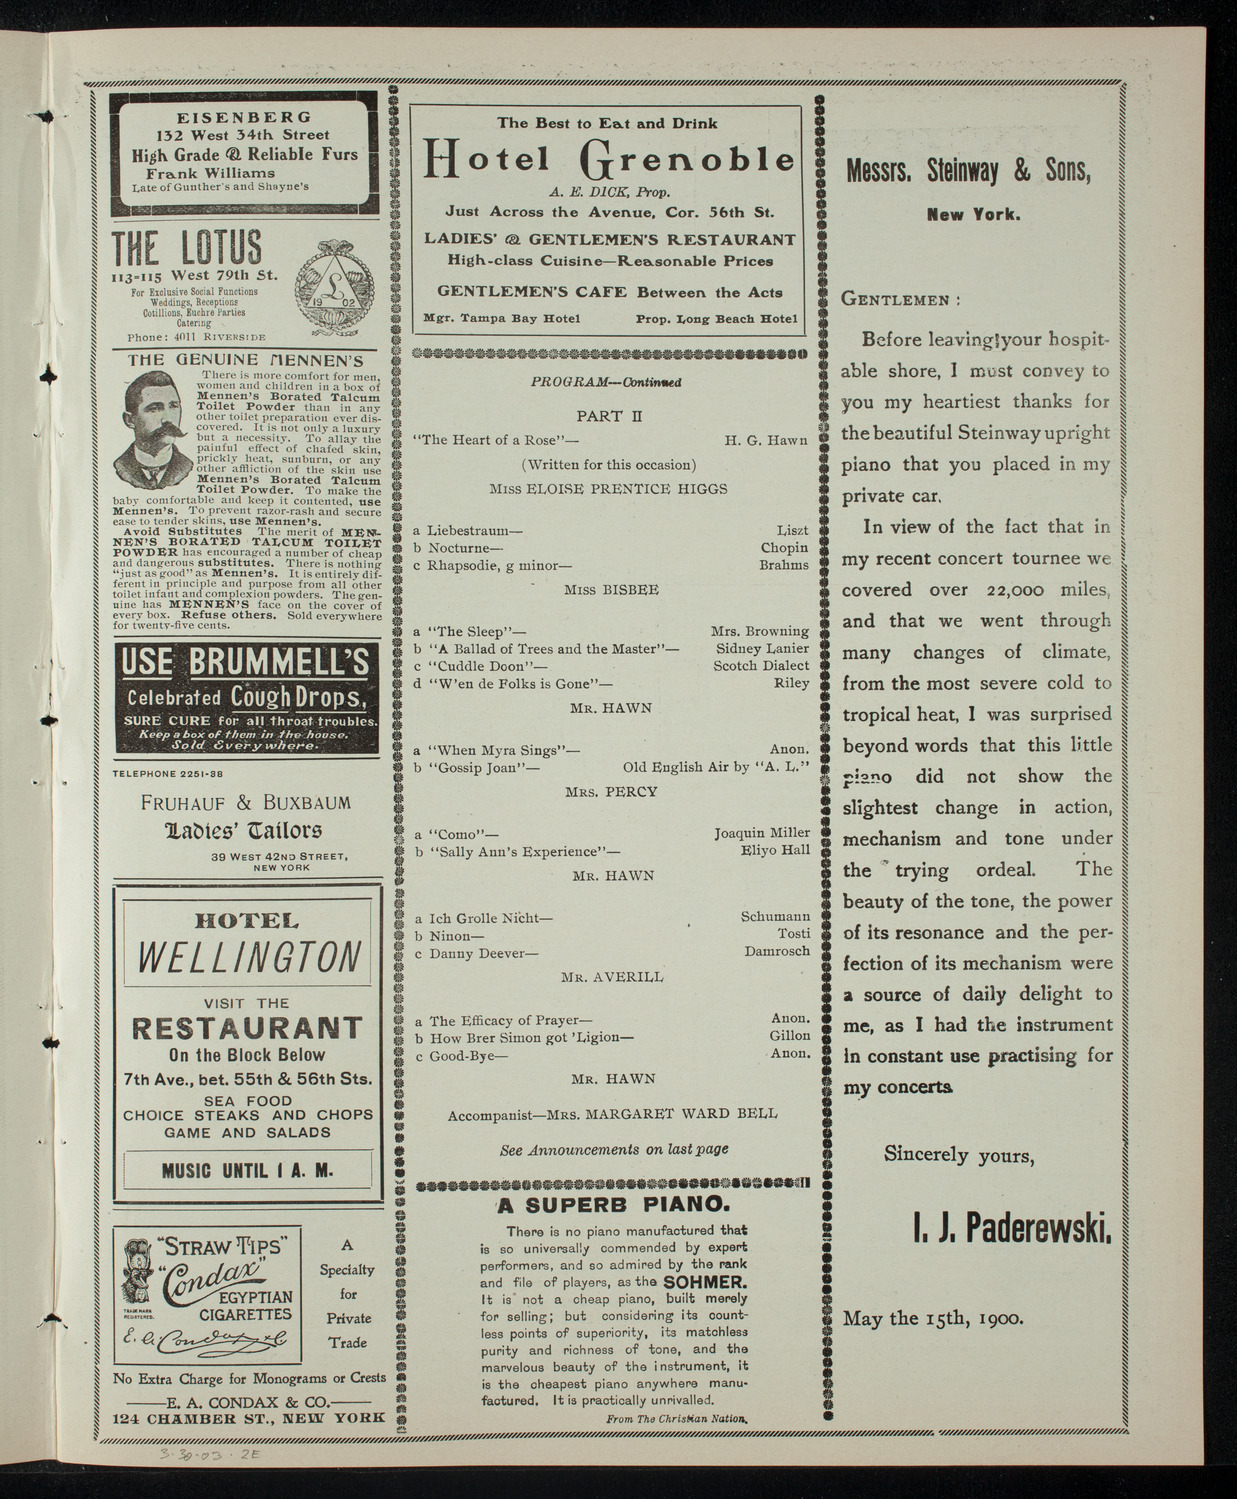 EISENBERG
132 West 34th Street
High Grade @ Reliable Furs
Frank Williams
Late of Gunther's and Shayne's
THE LOTUS
113-115 West 79th St.
For Exclusive Social Functions
Weddings, Receptions
Cotillions, Euchre Parties
Catering
Phone: 4011 RIVERSIDE
L
19 02
THE GENUINE MENNEN'S
There is more comfort for men,
women and children in a box of
Mennen's Borated Talcum
Toilet Powder than in any
other toilet preparation ever dis-
covered. It is not only a luxury
but a necessity. To allay the
painful effect of chafed skin,
prickly heat, sunburn, or any
other affliction of the skin use
Mennen's Borated Talcum
Toilet Powder. To make the
baby comfortable and keep it contented, use
Mennen's. To prevent razor-rash and secure
ease to tender skins, use Mennen's.
Avoid Substitutes The merit of MEN-
NEN'S BORATED TALCUM TOILET
POWDER has encouraged a number of cheap
and dangerous substitutes. There is nothing
"just as good" as Mennen's. It is entirely dif-
ferent in principle and purpose from all other
toilet infant and complexion powders. The gen-
uine has MENNEN'S face on the cover of
every box. Refuse others. Sold everywhere
for twenty-five cents.
USE BRUMMELL'S
Celebrated Cough Drops,
SURE CURE for all throat troubles.
Keep a box of them in the house.
Sold Everywhere.
TELEPHONE 2251-38
FRUHAUF & BUXBAUM
Ladies' Tailors
39 WEST 42ND STREET,
NEW YORK
HOTEL
WELLINGTON
VISIT THE
RESTAURANT
On the Block Below
7th Ave., bet. 55th & 56th Sts.
SEA FOOD
CHOICE STEAKS AND CHOPS
GAME AND SALADS
MUSIC UNTIL 1 A. M.
"STRAW TIPS"
"Condax"
EGYPTIAN
CIGARETTES
TRADE MARK
REGISTERED.
E. A. Condax & Co
A
Specialty
for
Private
Trade
No Extra Charge for Monograms or Crests
E. A. CONDAX & CO.
124 CHAMBER ST., NEW YORK
The Best to Eat and Drink
Hotel Grenoble
A. E. DICK, Prop.
Just Across the Avenue, Cor. 56th St.
LADIES' @ GENTLEMEN'S RESTAURANT
High-class Cuisine—Reasonable Prices
GENTLEMEN'S CAFE Between the Acts
Mgr. Tampa Bay Hotel Prop. Long Beach Hotel
PROGRAM—Continued
PART II
"The Heart of a Rose"— H. G. Hawn
(Written for this occasion)
MISS ELOISE PRENTICE HIGGS
a Liebestraum— Liszt
b Nocturne— Chopin
c Rhapsodie, g minor— Brahms
MISS BISBEE
a "The Sleep"— Mrs. Browning
b "A Ballad of Trees and the Master"— Sidney Lanier
c "Cuddle Doon"— Scotch Dialect
d "W'en de Folks is Gone"— Riley
MR. HAWN
a "When Myra Sings"— Anon.
b "Gossip Joan"— Old English Air by "A. L."
MRS. PERCY
a "Como"— Joaquin Miller
b "Sally Ann's Experience"— Eliyo Hall
MR. HAWN
a Ich Grolle Nicht— Schumann
b Ninon— Tosti
c Danny Deever— Damrosch
MR. AVERILL
a The Efficacy of Prayer— Anon.
b How Brer Simon got 'Ligion— Gillon
c Good-Bye— Anon.
MR. HAWN
Accompanist—MRS. MARGARET WARD BELL
See Announcements on last page
A SUPERB PIANO.
There is no piano manufactured that
is so universally commended by expert
performers, and so admired by the rank
and file of players, as the SOHMER.
It is not a cheap piano, built merely
for selling; but considering its count-
less points of superiority, its matchless
purity and richness of tone, and the
marvelous beauty of the instrument, it
is the cheapest piano anywhere manu-
factured. It is practically unrivalled.
From The Christian Nation.
Messrs. Steinway & Sons,
New York.
GENTLEMEN :
Before leaving your hospit-
able shore, I must convey to
you my heartiest thanks for
the beautiful Steinway upright
piano that you placed in my
private car.
In view of the fact that in
my recent concert tournee we
covered over 22,000 miles,
and that we went through
many changes of climate,
from the most severe cold to
tropical heat, I was surprised
beyond words that this little
piano did not show the
slightest change in action,
mechanism and tone under
the trying ordeal. The
beauty of the tone, the power
of its resonance and the per-
fection of its mechanism were
a source of daily delight to
me, as I had the instrument
in constant use practising for
my concerts
Sincerely yours,
I. J. Paderewski.
May the 15th, 1900.
3-30-03 - 2E